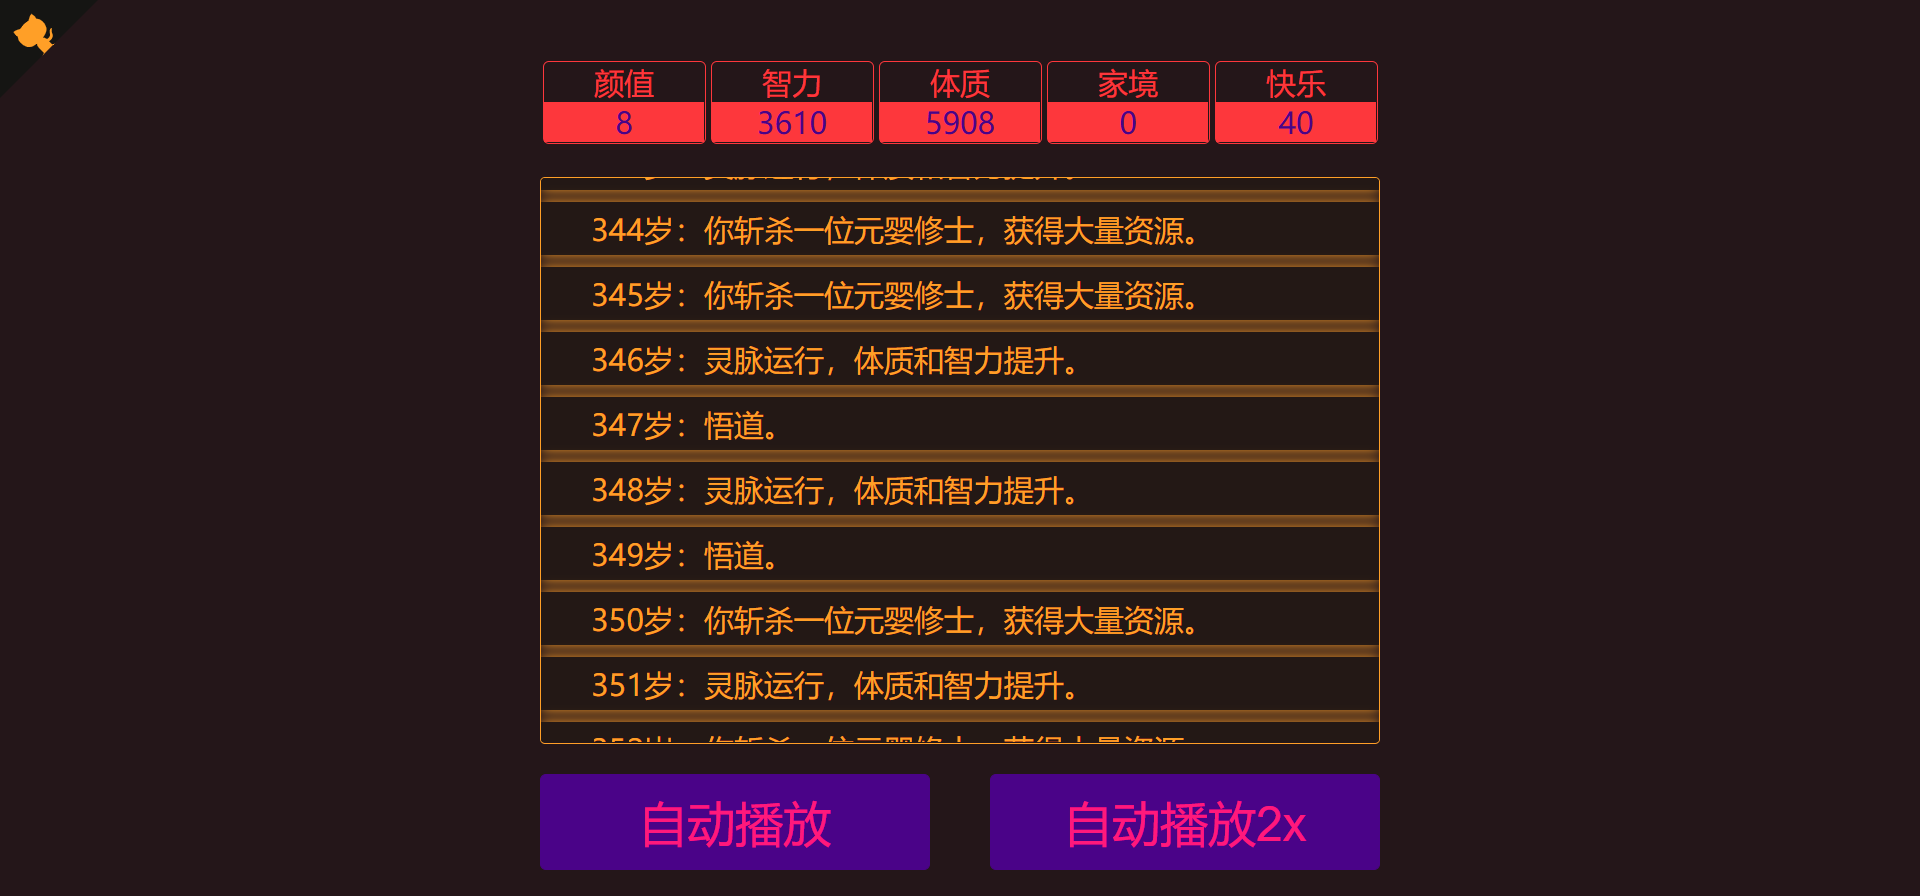 颜值 智力 体质 家境 快乐
8 3610 5908 0 40
344岁：你斩杀一位元婴修士，获得大量资源。
345岁：你斩杀一位元婴修士，获得大量资源。
346岁：灵脉运行，体质和智力提升。
347岁：悟道。
348岁：灵脉运行，体质和智力提升。
349岁：悟道。
350岁：你斩杀一位元婴修士，获得大量资源。
351岁：灵脉运行，体质和智力提升。
自动播放 自动播放2x